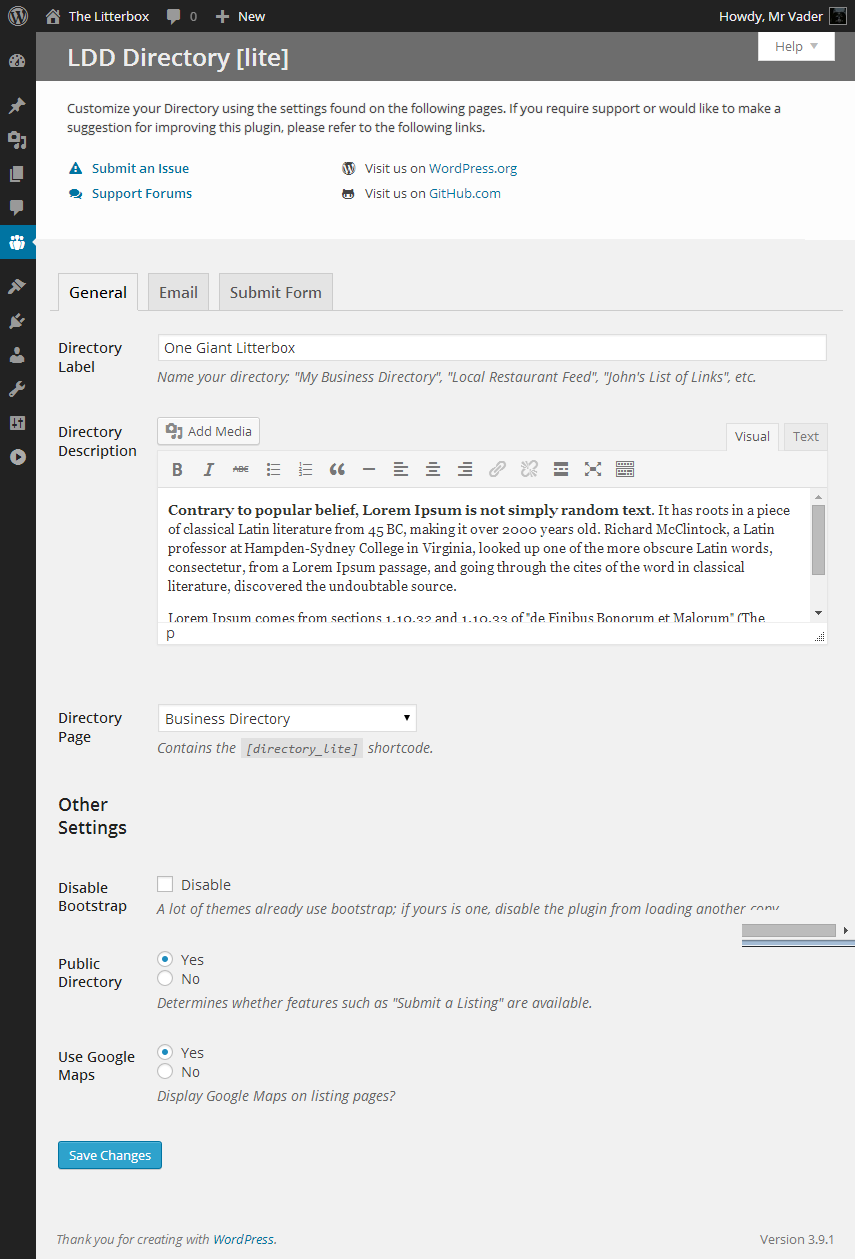 The Litterbox 0 New Howdy, Mr Vader
LDD Directory [lite] Help
Customize your Directory using the settings found on the following pages. If you require support or would like to make a
suggestion for improving this plugin, please refer to the following links.
Submit an Issue Visit us on WordPress.org
Support Forums Visit us on GitHub.com
General Email Submit Form
Directory
Label
One Giant Litterbox
Name your directory; "My Business Directory", "Local Restaurant Feed", "John's List of Links", etc.
Directory
Description
Add Media
Visual Text
B I ABC
Contrary to popular belief, Lorem Ipsum is not simply random text. It has roots in a piece
of classical Latin literature from 45 BC, making it over 2000 years old. Richard McClintock, a Latin
professor at Hampden-Sydney College in Virginia, looked up one of the more obscure Latin words,
consectetur, from a Lorem Ipsum passage, and going through the cites of the word in classical
literature, discovered the undoubtable source.
Lorem Ipsum comes from sections 1.10.32 and 1.10.33 of "de Finibus Bonorum et Malorum" (The
p
Directory
Page
Business Directory
Contains the [directory_lite] shortcode.
Other
Settings
Disable
Bootstrap
Disable
A lot of themes already use bootstrap; if yours is one, disable the plugin from loading another copy
Public
Directory
Yes
No
Determines whether features such as "Submit a Listing" are available.
Use Google
Maps
Yes
No
Display Google Maps on listing pages?
Save Changes
Thank you for creating with WordPress. Version 3.9.1